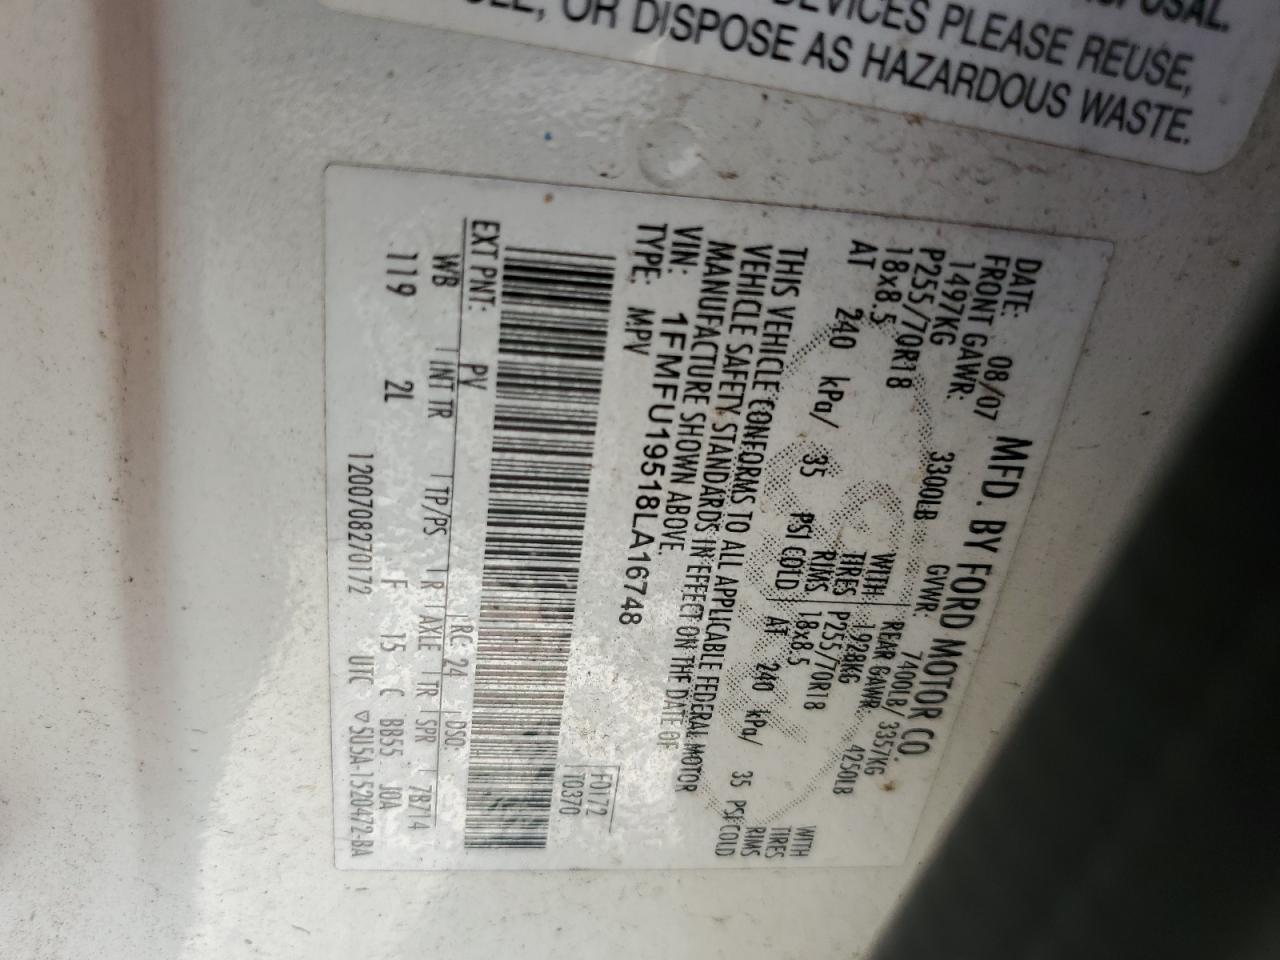 DEVICES PLEASE REUSE,
OR DISPOSE AS HAZARDOUS WASTE.
MFD. BY FORD MOTOR CO.
DATE: 08/07 GVWR: 7400LB/ 3357KG
FRONT GAWR: 3300LB REAR GAWR: 4250LB
1497KG WITH 1928KG WITH
P255/70R18 TIRES P255/70R18 TIRES
18x8.5 RIMS 18x8.5 RIMS
AT 240 kPa/ 35 PSI COLD AT 240 kPa/ 35 PSI COLD
THIS VEHICLE CONFORMS TO ALL APPLICABLE FEDERAL MOTOR
VEHICLE SAFETY STANDARDS IN EFFECT ON THE DATE OF
MANUFACTURE SHOWN ABOVE.
VIN: 1FMFU19518LA16748
TYPE: MPV
F0172
T0370
EXT PNT: PV RC: 24 DSO:
WB INT TR TP/PS R AXLE TR SPR 7B714
119 2L F 15 C BB55 JOA
1200708270172 UTC ▽5U5A-1520472-BA